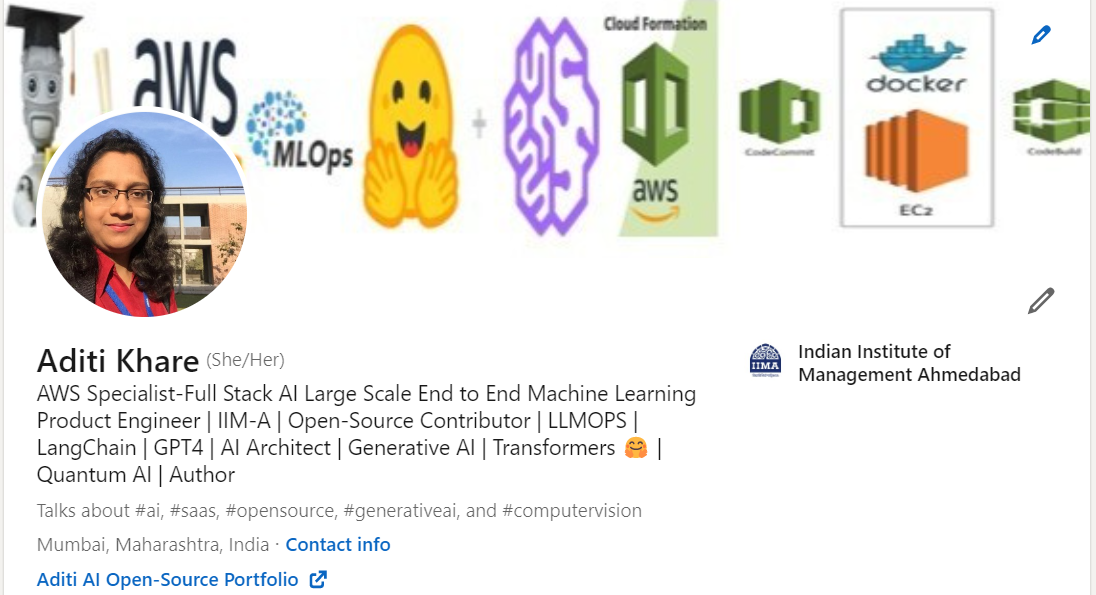 aws
MLOps
Cloud Formation
aws
CodeCommit
docker
EC2
CodeBuild
Aditi Khare (She/Her)
AWS Specialist-Full Stack AI Large Scale End to End Machine Learning
Product Engineer | IIM-A | Open-Source Contributor | LLMOPS |
LangChain | GPT4 | AI Architect | Generative AI | Transformers 🤗 |
Quantum AI | Author
Talks about #ai, #saas, #opensource, #generativeai, and #computervision
Mumbai, Maharashtra, India · Contact info
Aditi AI Open-Source Portfolio
IIMA
Indian Institute of
Management Ahmedabad